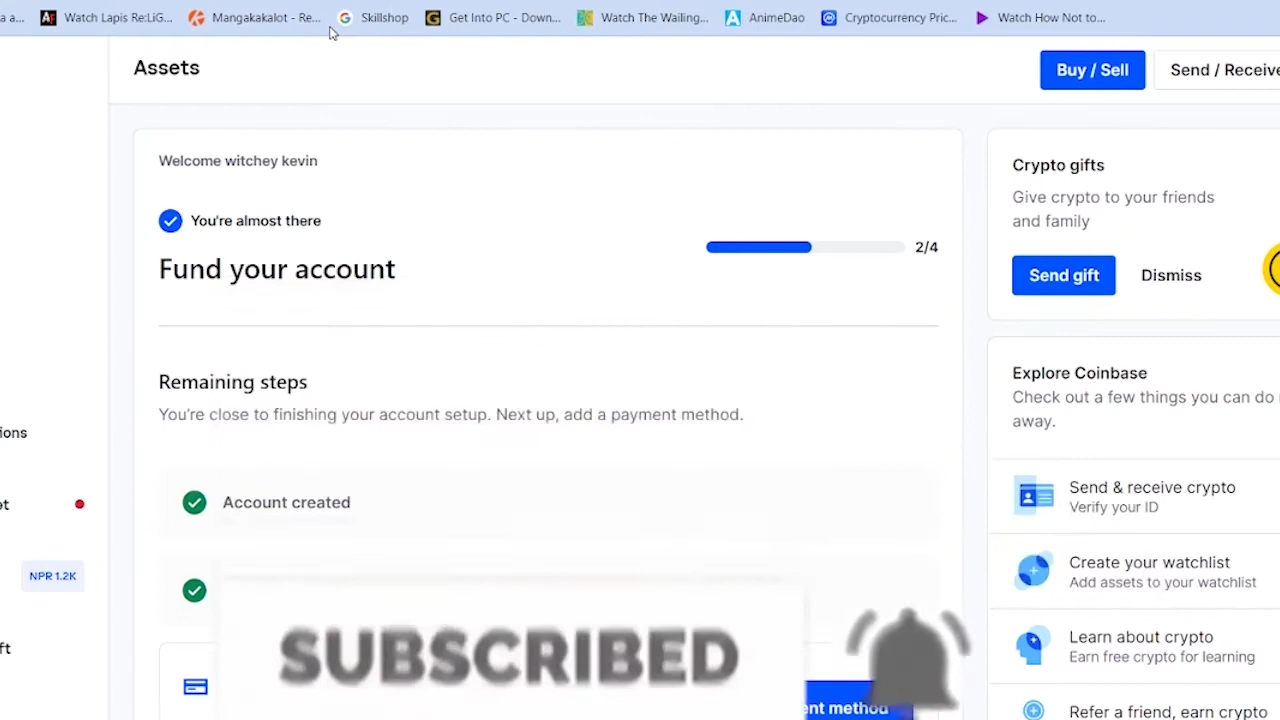 a...
Watch Lapis Re:LiG...
Mangakakalot - Re...
Skillshop
Get Into PC - Down...
Watch The Wailing...
AnimeDao
Cryptocurrency Pric...
Watch How Not to...
Assets
Buy / Sell
Send / Receive
Welcome witchey kevin
You're almost there
2/4
Fund your account
Remaining steps
You're close to finishing your account setup. Next up, add a payment method.
Account created
ent method
SUBSCRIBED
Crypto gifts
Give crypto to your friends
and family
Send gift
Dismiss
Explore Coinbase
Check out a few things you can do
away.
Send & receive crypto
Verify your ID
Create your watchlist
Add assets to your watchlist
Learn about crypto
Earn free crypto for learning
Refer a friend, earn crypto
ions
et
NPR 1.2K
ft